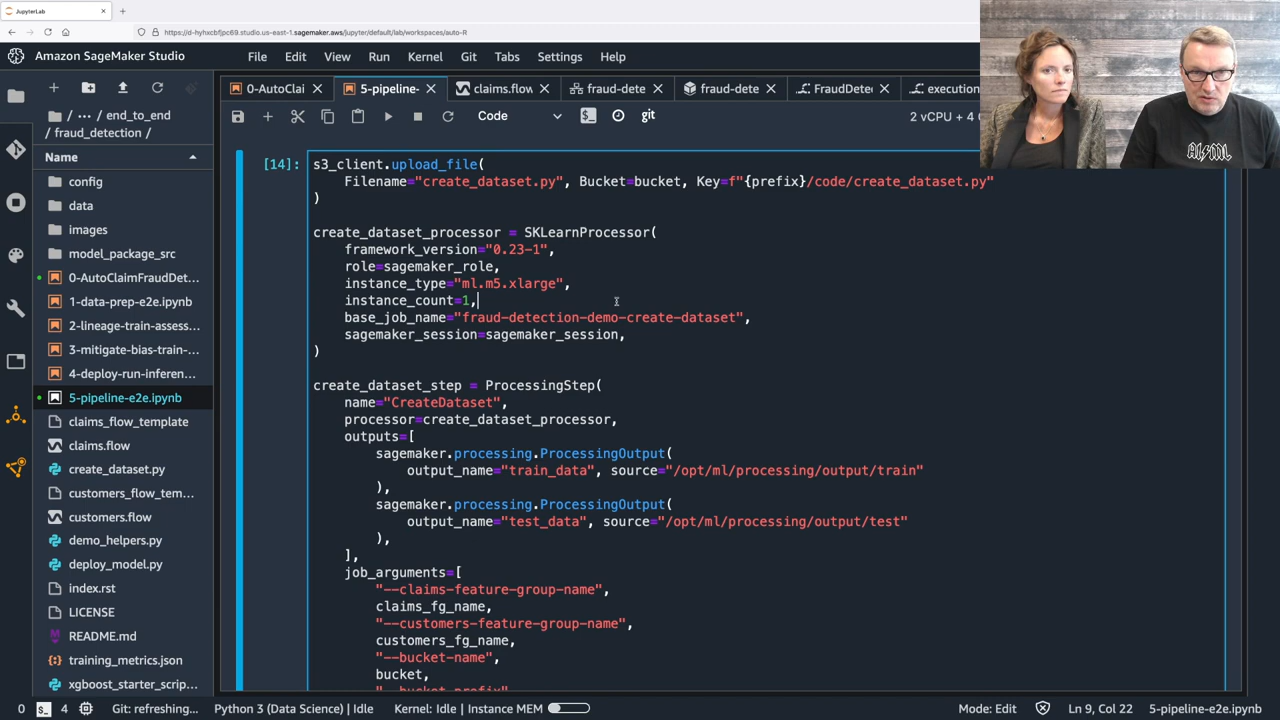 JupyterLab
https://d-hyhxcbfjpc69.studio.us-east-1.sagemaker.aws/jupyter/default/lab/workspaces/auto-R
Amazon SageMaker Studio
File Edit View Run Kernel Git Tabs Settings Help
0-AutoClai
5-pipeline-
claims.flow
fraud-dete
fraud-dete
FraudDete
execution
Code
git
2 vCPU + 4
/ ... / end_to_end
/ fraud_detection /
Name
config
data
images
model_package_src
0-AutoClaimFraudDet...
1-data-prep-e2e.ipynb
2-lineage-train-assess...
3-mitigate-bias-train-...
4-deploy-run-inferen...
5-pipeline-e2e.ipynb
claims_flow_template
claims.flow
create_dataset.py
customers_flow_tem...
customers.flow
demo_helpers.py
deploy_model.py
index.rst
LICENSE
README.md
training_metrics.json
xgboost_starter_scrip...
[14]:
s3_client.upload_file(
Filename="create_dataset.py", Bucket=bucket, Key=f"{prefix}/code/create_dataset.py"
)
create_dataset_processor = SKLearnProcessor(
framework_version="0.23-1",
role=sagemaker_role,
instance_type="ml.m5.xlarge",
instance_count=1,
base_job_name="fraud-detection-demo-create-dataset",
sagemaker_session=sagemaker_session,
)
create_dataset_step = ProcessingStep(
name="CreateDataset",
processor=create_dataset_processor,
outputs=[
sagemaker.processing.ProcessingOutput(
output_name="train_data", source="/opt/ml/processing/output/train"
),
sagemaker.processing.ProcessingOutput(
output_name="test_data", source="/opt/ml/processing/output/test"
),
],
job_arguments=[
"--claims-feature-group-name",
claims_fg_name,
"--customers-feature-group-name",
customers_fg_name,
"--bucket-name",
bucket,
"--bucket-prefix"
AI/ML
0
4
Git: refreshing...
Python 3 (Data Science) | Idle
Kernel: Idle | Instance MEM
Mode: Edit
Ln 9, Col 22
5-pipeline-e2e.ipynb